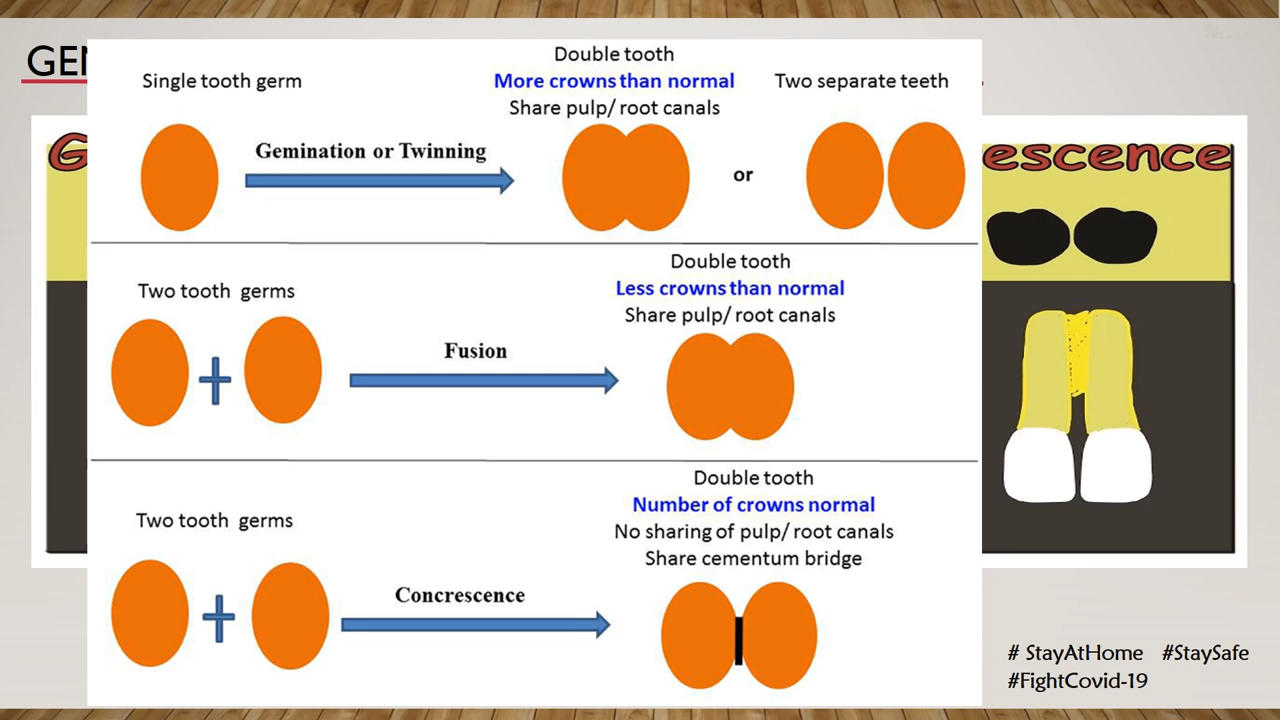 GE
Single tooth germ
Double tooth
More crowns than normal
Share pulp/ root canals
Two separate teeth
Gemination or Twinning
or
G
escence
Two tooth germs
Double tooth
Less crowns than normal
Share pulp/ root canals
Fusion
Two tooth germs
Double tooth
Number of crowns normal
No sharing of pulp/ root canals
Share cementum bridge
Concrescence
# StayAtHome #StaySafe
#FightCovid-19